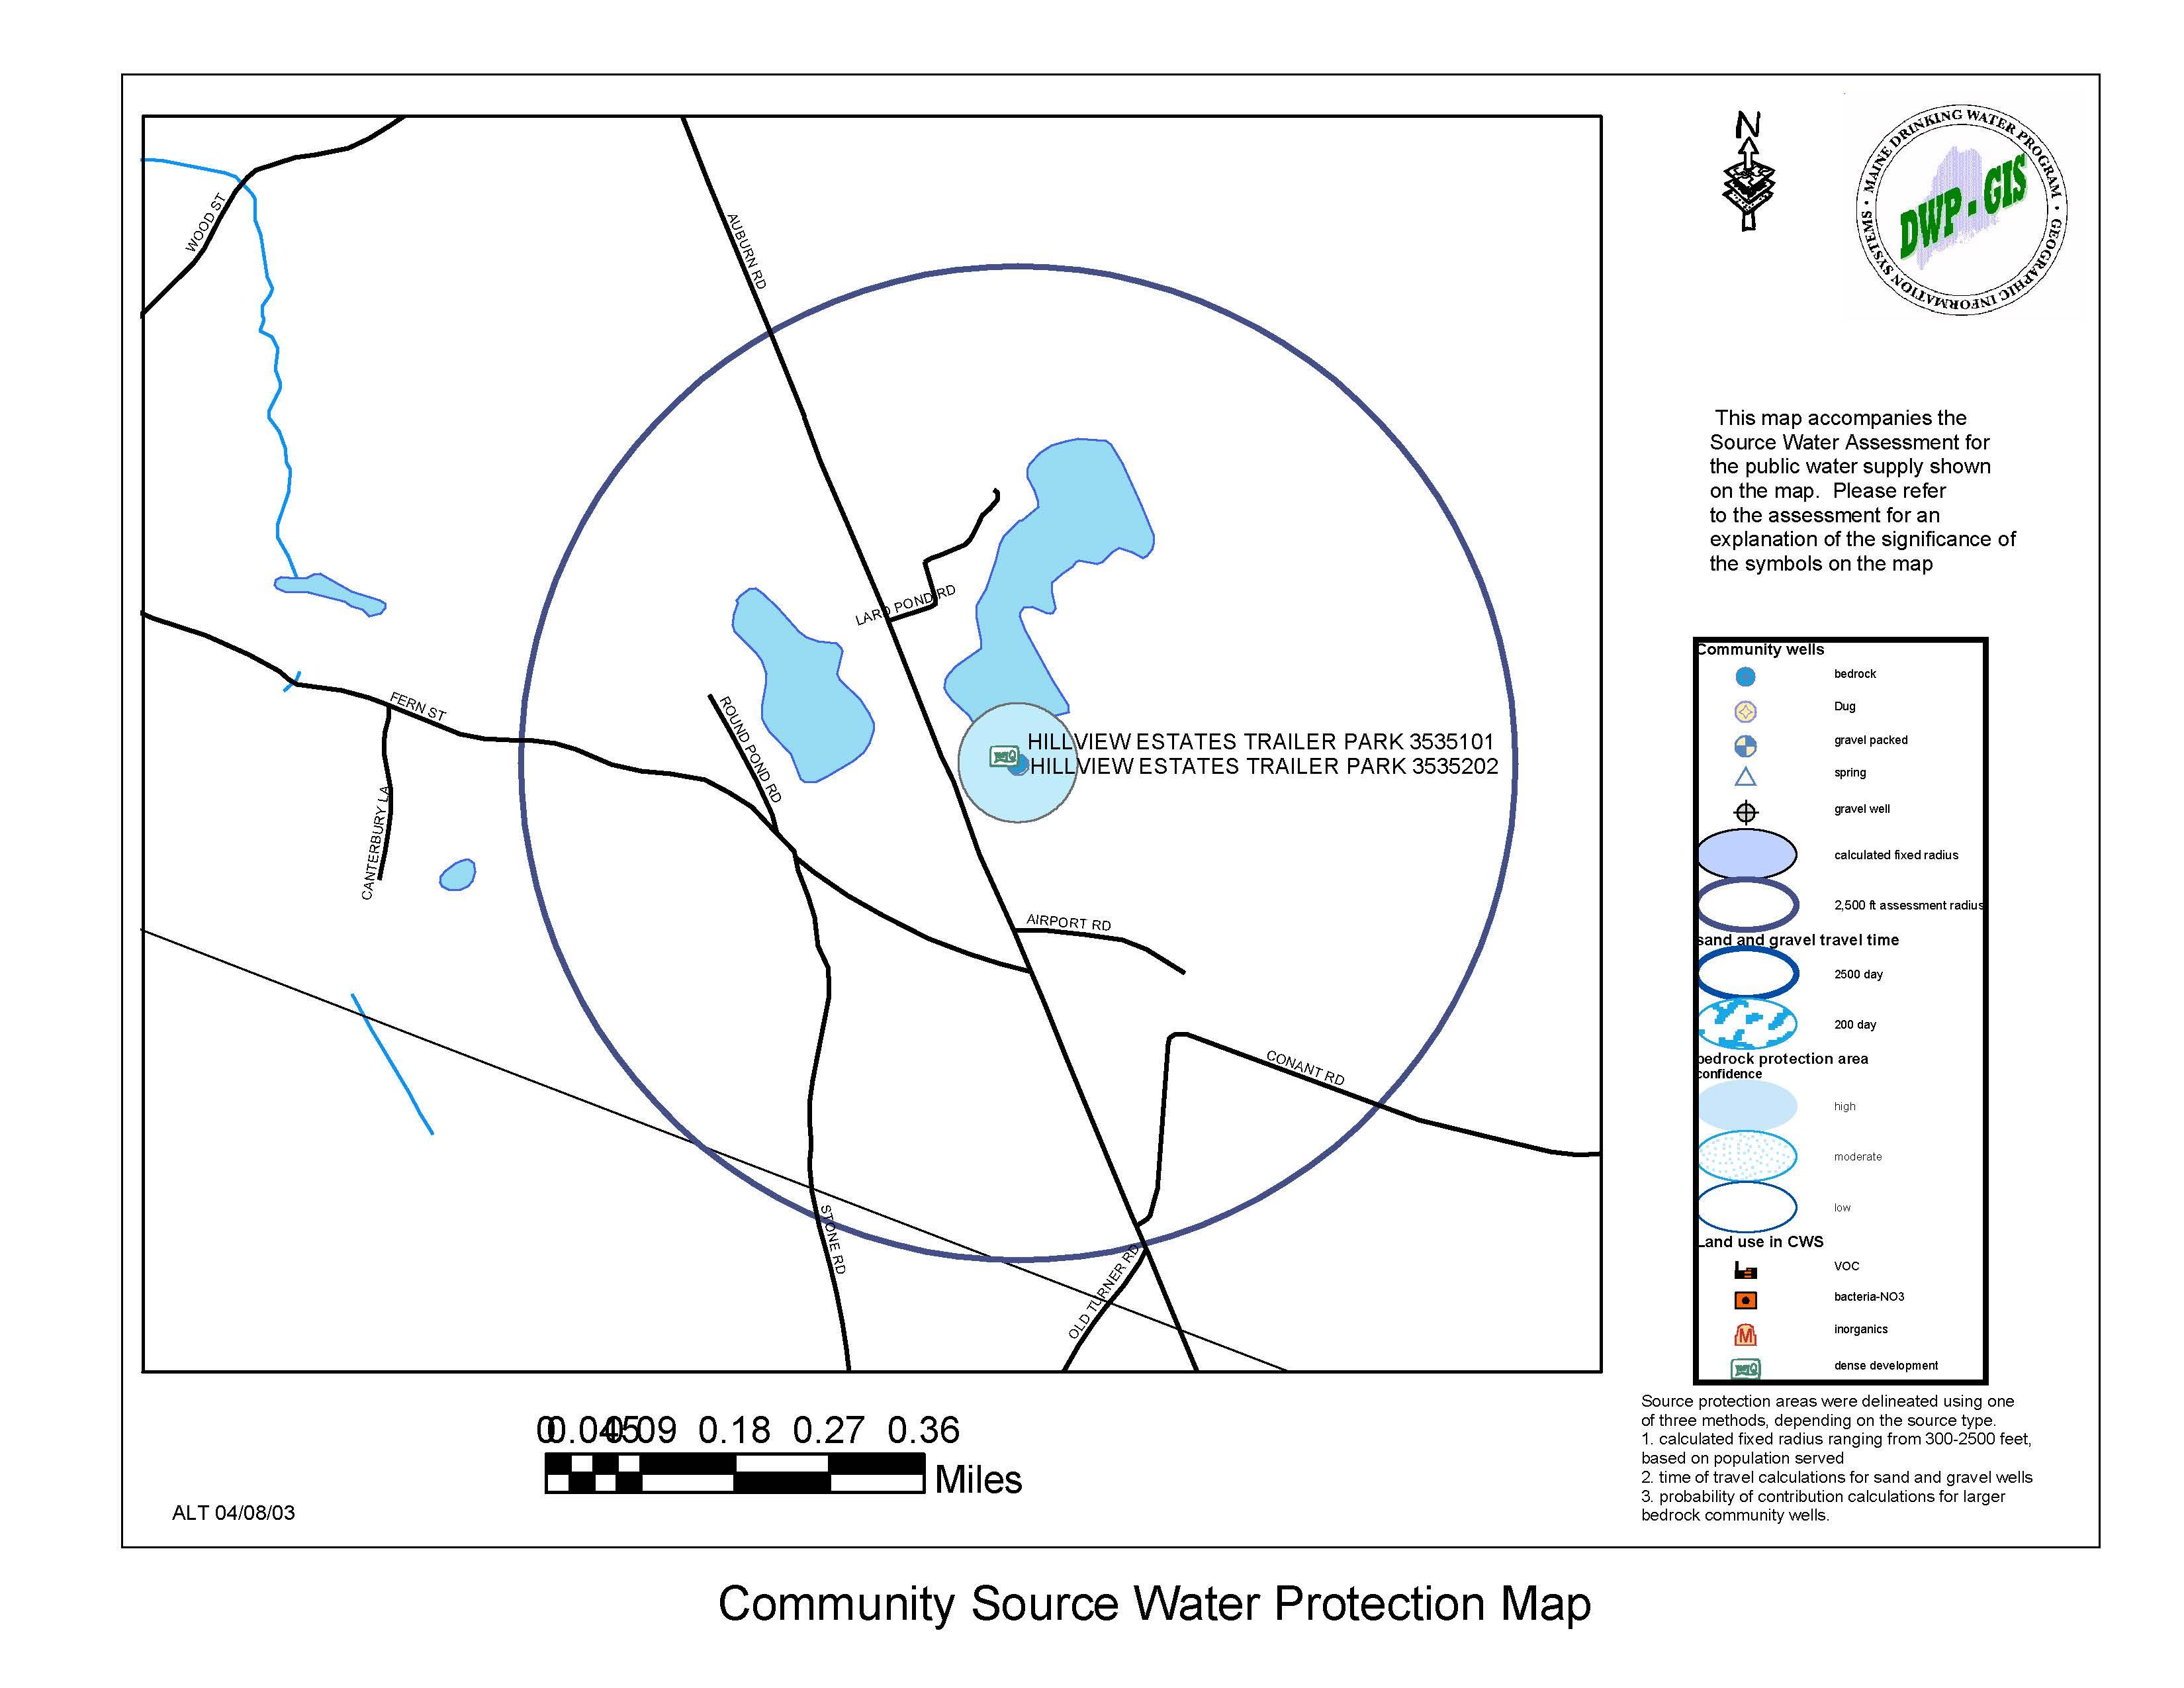 N
MAINE DRINKING WATER PROGRAM • GEOGRAPHIC INFORMATION SYSTEMS •
DWP - GIS
WOOD ST
AUBURN RD
LARD POND RD
FERN ST
ROUND POND RD
CANTERBURY LA
HILLVIEW ESTATES TRAILER PARK 3535101
HILLVIEW ESTATES TRAILER PARK 3535202
AIRPORT RD
CONANT RD
STONE RD
OLD TURNER RD
This map accompanies the
Source Water Assessment for
the public water supply shown
on the map. Please refer
to the assessment for an
explanation of the significance of
the symbols on the map
Community wells
bedrock
Dug
gravel packed
spring
gravel well
calculated fixed radius
2,500 ft assessment radius
sand and gravel travel time
2500 day
200 day
bedrock protection area
confidence
high
moderate
low
Land use in CWS
VOC
bacteria-NO3
inorganics
M
dense development
Source protection areas were delineated using one
of three methods, depending on the source type.
1. calculated fixed radius ranging from 300-2500 feet,
based on population served
2. time of travel calculations for sand and gravel wells
3. probability of contribution calculations for larger
bedrock community wells.
0 0.045 0.09 0.18 0.27 0.36
Miles
ALT 04/08/03
Community Source Water Protection Map